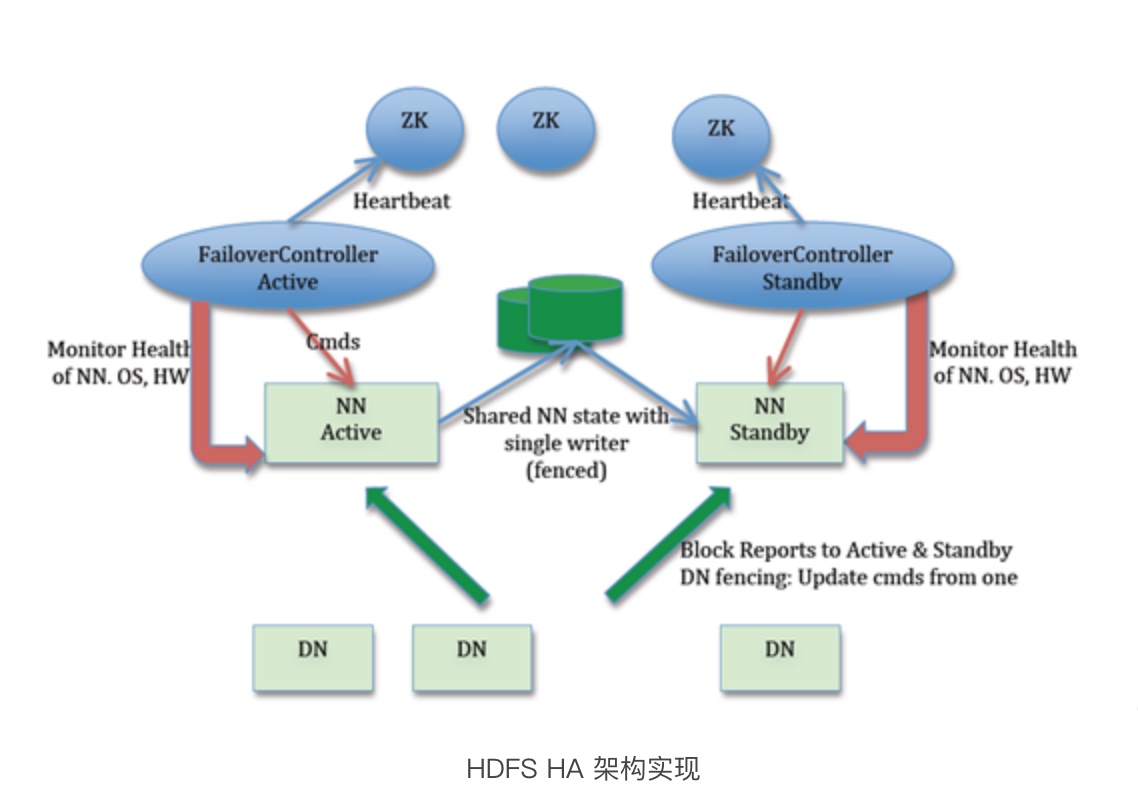 ZK
ZK
ZK
Heartbeat
Heartbeat
FailoverController
Active
FailoverController
Standby
Cmds
Monitor Health
of NN. OS, HW
Monitor Health
of NN. OS, HW
NN
Active
Shared NN state with
single writer
(fenced)
NN
Standby
Block Reports to Active & Standby
DN fencing: Update cmds from one
DN
DN
DN
HDFS HA 架构实现